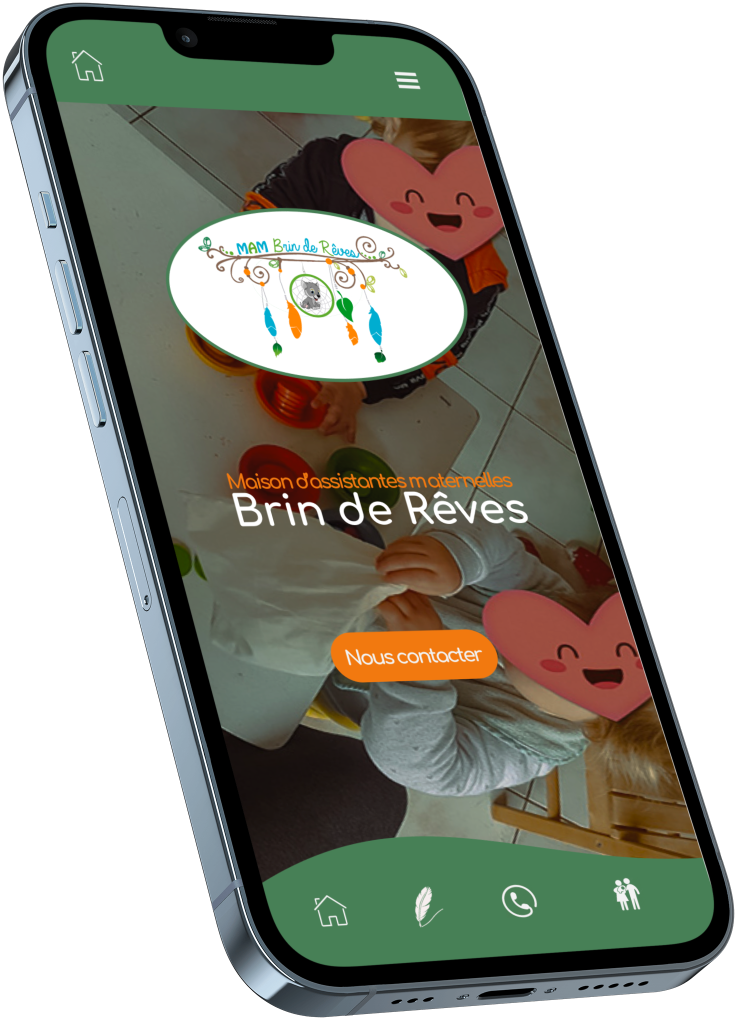 MAM Brin de Rêves
Maison d'assistantes maternelles
Brin de Rêves
Nous contacter